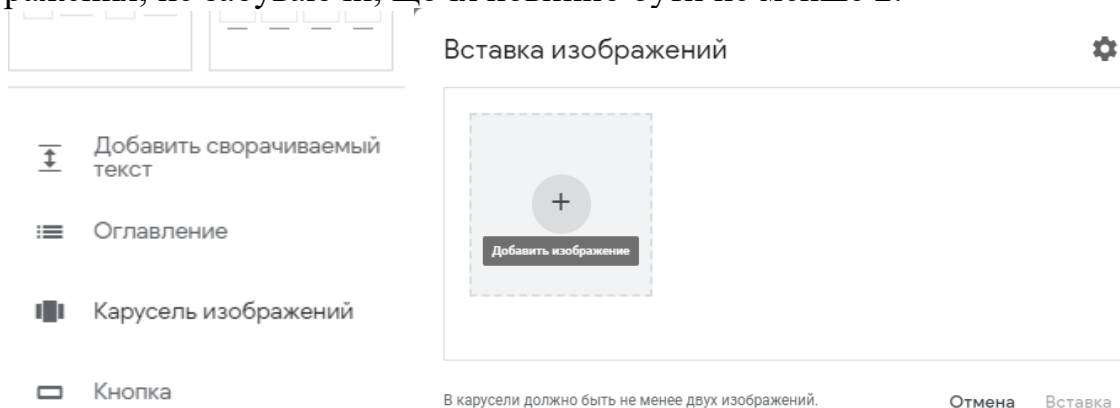 Вставка изображений
Добавить сворачиваемый
текст
Оглавление
Карусель изображений
Кнопка
+
Добавить изображение
В карусели должно быть не менее двух изображений.
Отмена Вставка